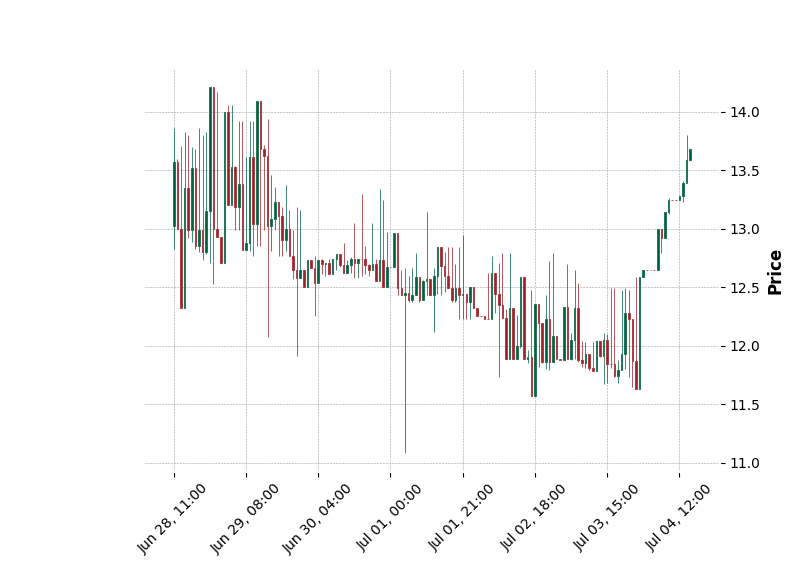 14.0
13.5
13.0
12.5
12.0
11.5
11.0
Price
Jun 28, 11:00
Jun 29, 08:00
Jun 30, 04:00
Jul 01, 00:00
Jul 01, 21:00
Jul 02, 18:00
Jul 03, 15:00
Jul 04, 12:00